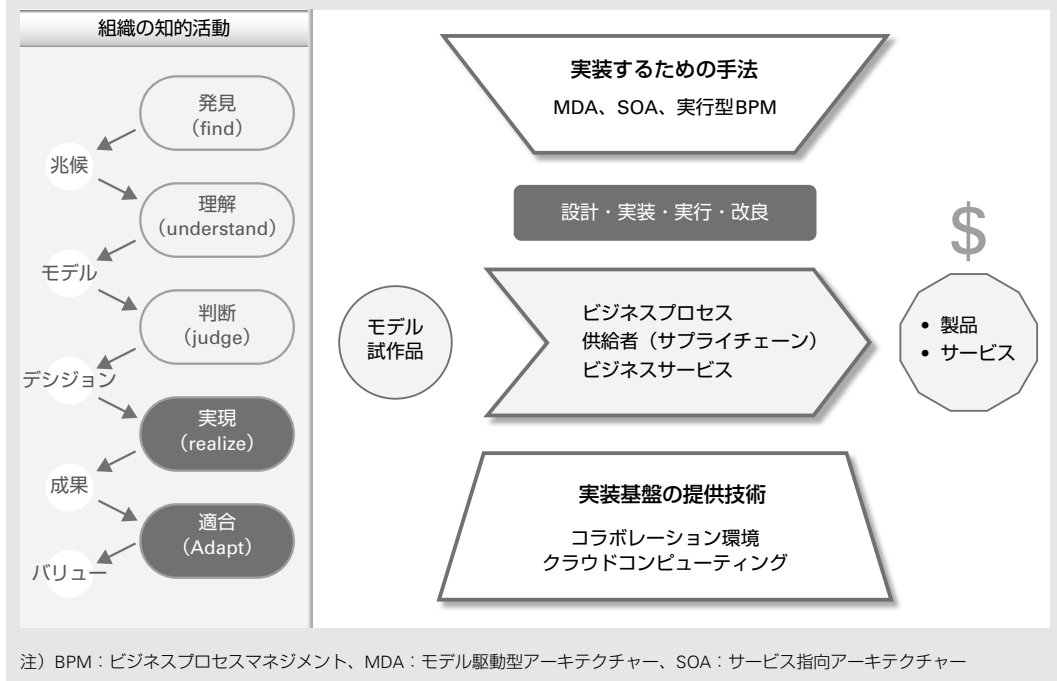 組織の知的活動
発見
（find）
兆候
理解
（understand）
モデル
判断
（judge）
デシジョン
実現
（realize）
成果
適合
（Adapt）
バリュー
実装するための手法
MDA、SOA、実行型BPM
設計・実装・実行・改良
モデル
試作品
ビジネスプロセス
供給者（サプライチェーン）
ビジネスサービス
$
• 製品
• サービス
実装基盤の提供技術
コラボレーション環境
クラウドコンピューティング
注）BPM：ビジネスプロセスマネジメント、MDA：モデル駆動型アーキテクチャー、SOA：サービス指向アーキテクチャー